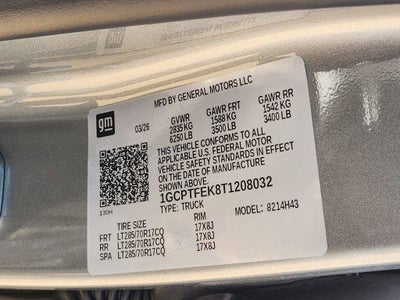 gm
MFD BY GENERAL MOTORS LLC
03/26
GVWR GAWR FRT GAWR RR
2835 KG 1588 KG 1542 KG
6250 LB 3500 LB 3400 LB
THIS VEHICLE CONFORMS TO ALL
APPLICABLE U.S. FEDERAL MOTOR
VEHICLE SAFETY STANDARDS IN EFFECT
ON THE DATE OF MANUFACTURE
SHOWN ABOVE.
1GCPTFEK8T1208032
TYPE: TRUCK MODEL: 8214H43
TIRE SIZE RIM
FRT LT285/70R17CQ 17X8J
RR LT285/70R17CQ 17X8J
SPA LT285/70R17CQ 17X8J